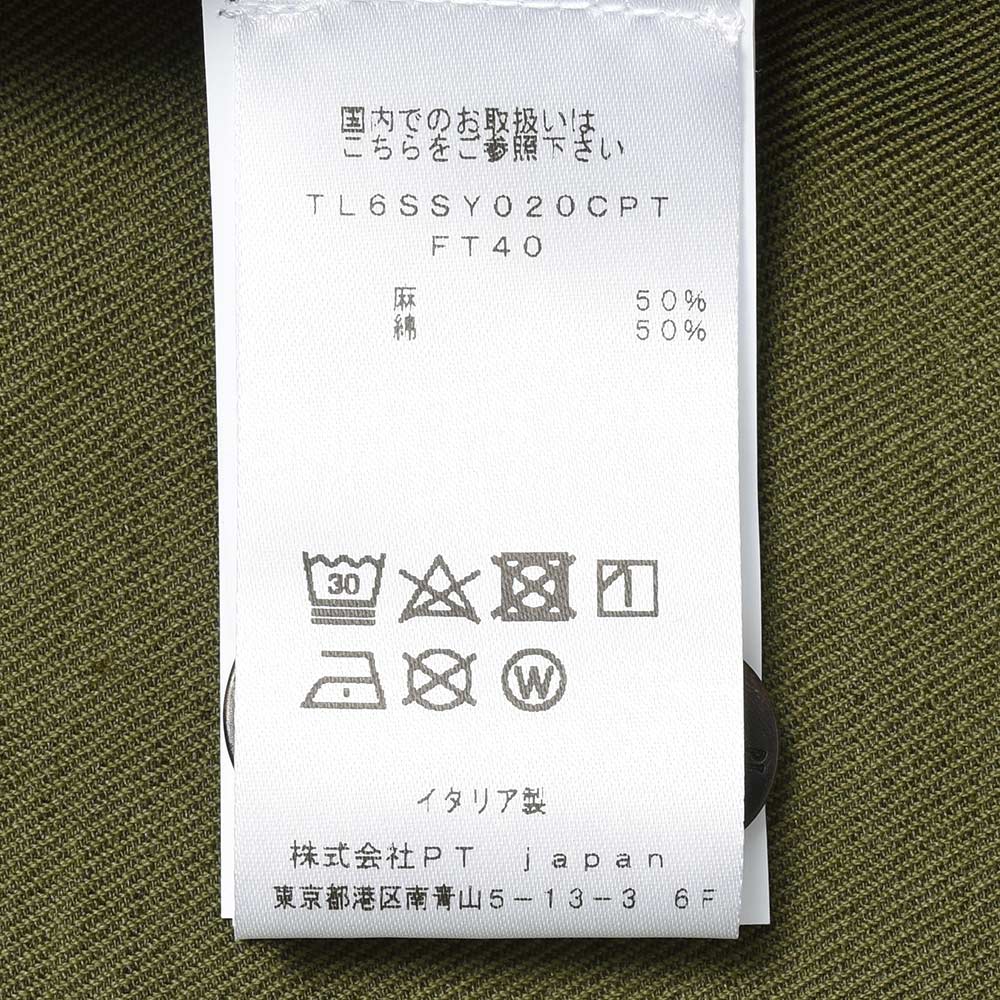 国内でのお取扱いは
こちらをご参照下さい
TL6SSY020CPT
FT40
麻 50%
綿 50%
30
W
イタリア製
株式会社PT japan
東京都港区南青山5-13-3 6F